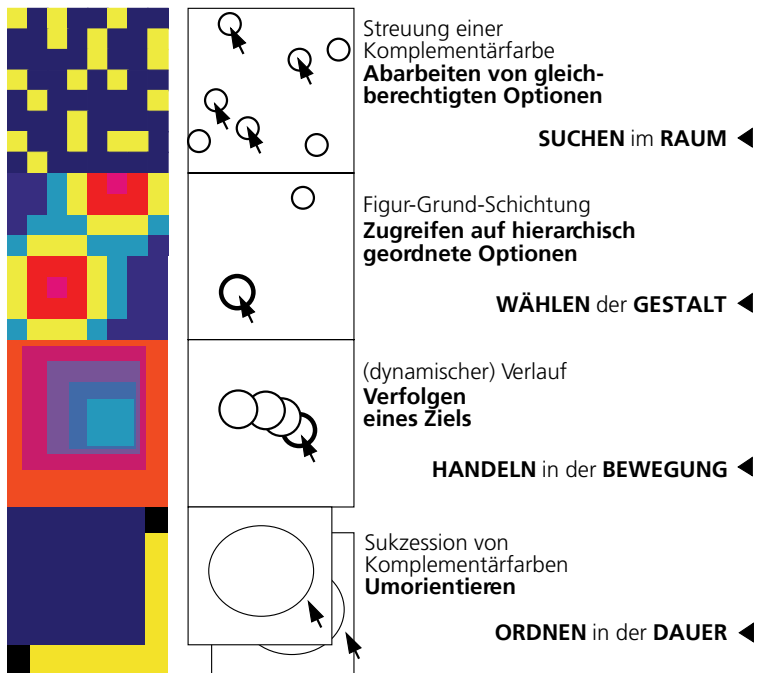 Streuung einer
Komplementärfarbe
Abarbeiten von gleich-
berechtigten Optionen
SUCHEN im RAUM
Figur-Grund-Schichtung
Zugreifen auf hierarchisch
geordnete Optionen
WÄHLEN der GESTALT
(dynamischer) Verlauf
Verfolgen
eines Ziels
HANDELN in der BEWEGUNG
Sukzession von
Komplementärfarben
Umorientieren
ORDNEN in der DAUER